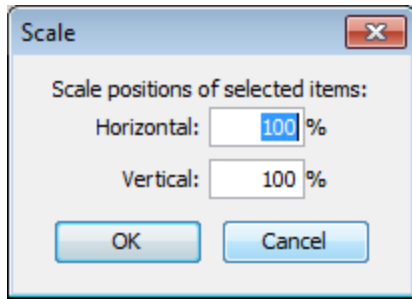 Scale
Scale positions of selected items:
Horizontal: 100 %
Vertical: 100 %
OK Cancel